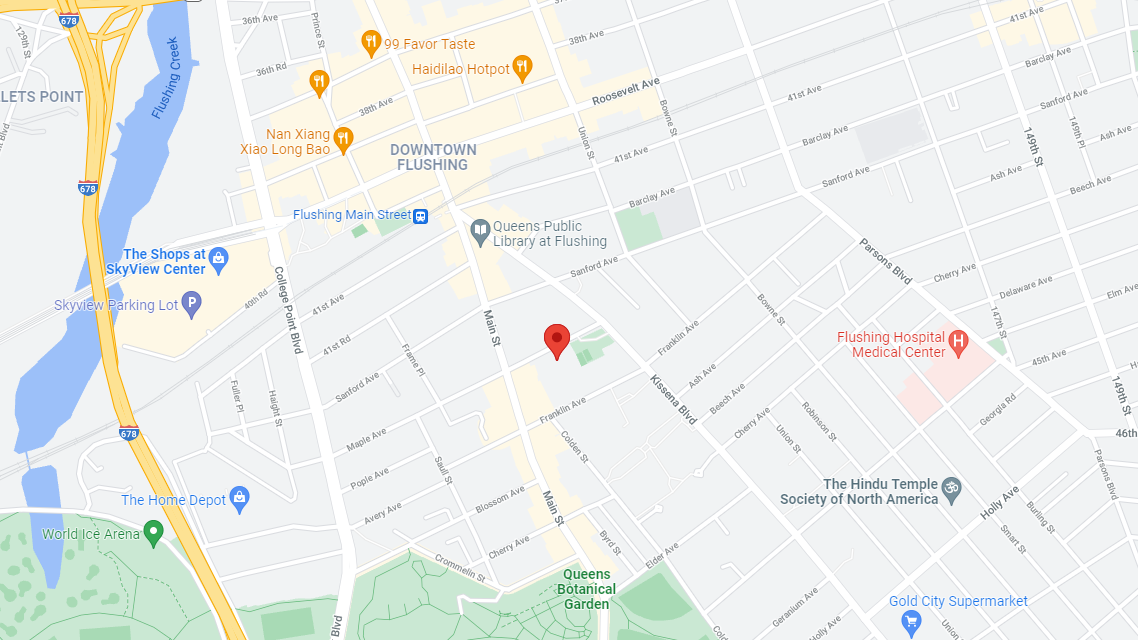 678
36th Ave
Prince St
38th Ave
41st Ave
129th St
99 Favor Taste
Haidilao Hotpot
36th Rd
Barclay Ave
Flushing Creek
LETS POINT
Roosevelt Ave
41st Ave
Sanford Ave
38th Ave
Bowne St
149th St
149th Pl
Ash Ave
Nan Xiang
Xiao Long Bao
DOWNTOWN
FLUSHING
Union St
41st Ave
Barclay Ave
Sanford Ave
Ash Ave
Beech Ave
678
Barclay Ave
Flushing Main Street
Queens Public
Library at Flushing
The Shops at
SkyView Center
Sanford Ave
Parsons Blvd
Cherry Ave
Delaware Ave
Elm Ave
Skyview Parking Lot
P
40th Rd
College Point Blvd
41st Ave
Main St
Bowne St
147th St
41st Rd
Frame Pl
Franklin Ave
Flushing Hospital
Medical Center
H
45th Ave
Fuller Pl
Haight St
Sanford Ave
Ash Ave
Kissena Blvd
Beech Ave
149th St
Franklin Ave
Cherry Ave
Robinson St
Georgia Rd
678
Maple Ave
Colden St
Union St
46th
Saull St
Pople Ave
Parsons Blvd
The Home Depot
Blossom Ave
Main St
The Hindu Temple
Society of North America
Holly Ave
Avery Ave
Burling St
World Ice Arena
Cherry Ave
Byrd St
Elder Ave
Smart St
Crommelin St
Queens
Botanical
Garden
Geranium Ave
Gold City Supermarket
Blvd
Holly Ave